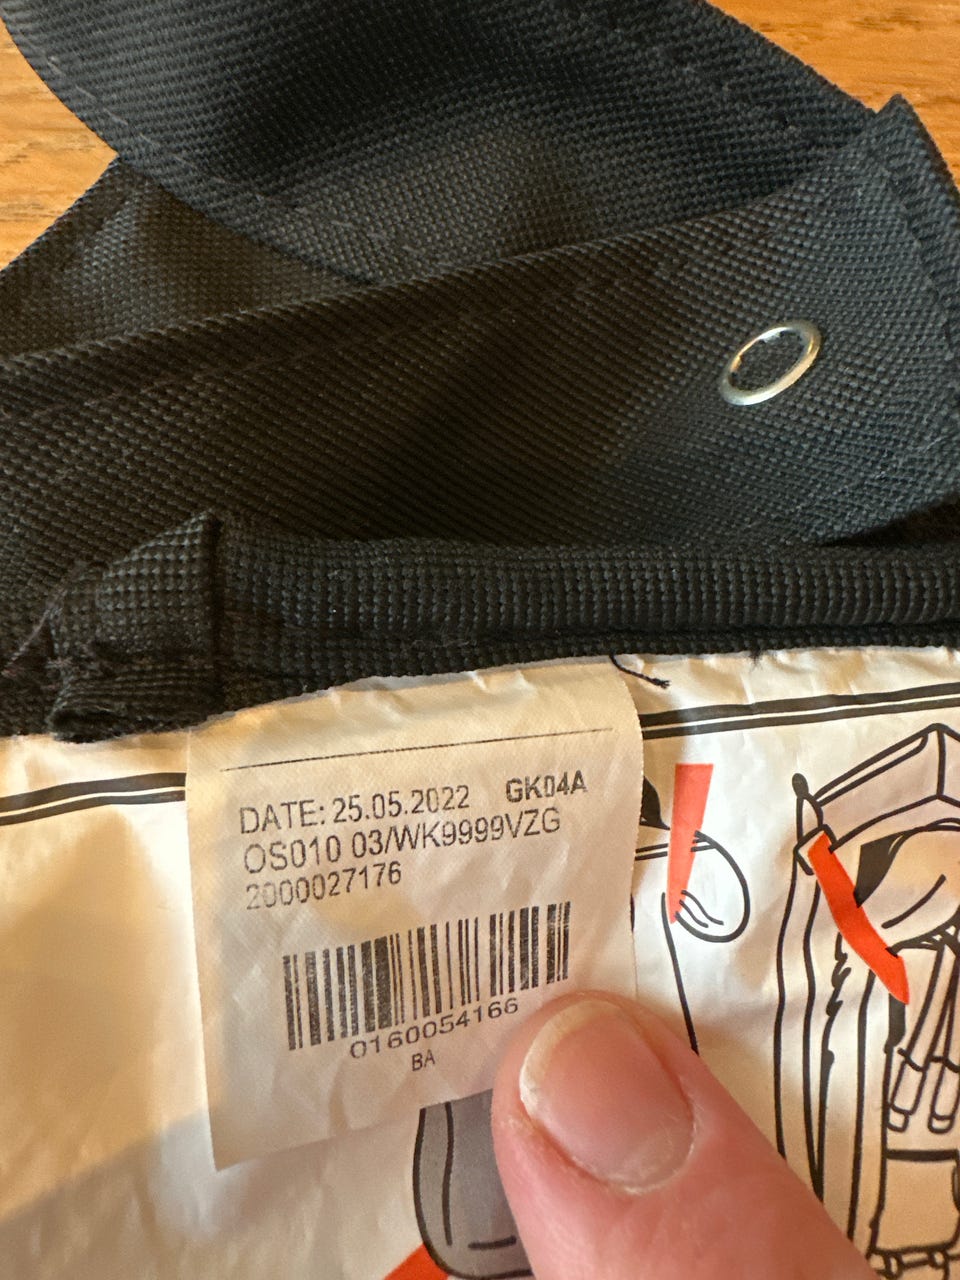 DATE: 25.05.2022 GK04A
OS010 03/WK9999VZG
2000027176
0160054166
BA